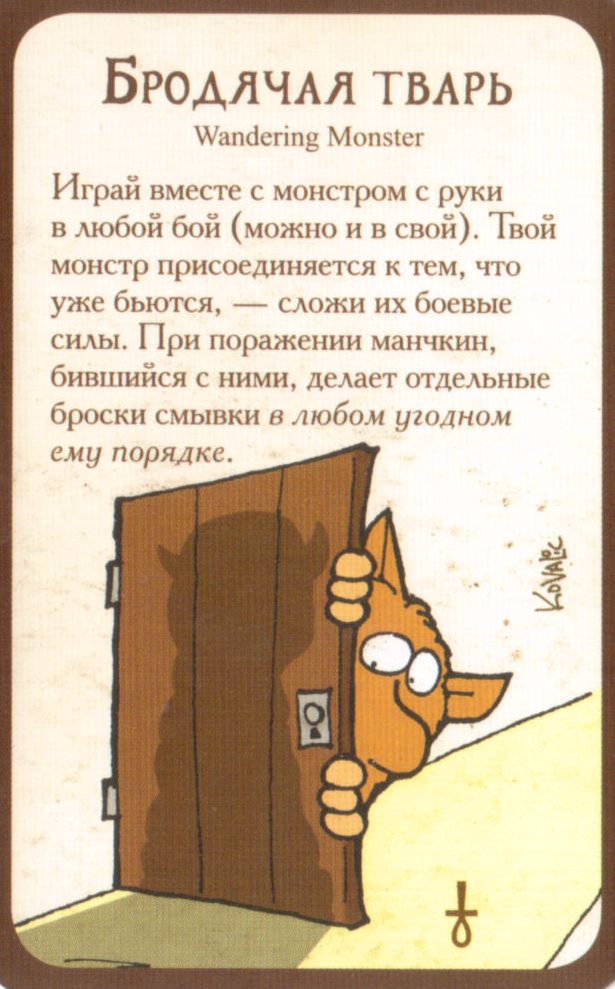 Бродячая тварь
Wandering Monster
Играй вместе с монстром с руки
в любой бой (можно и в свой). Твой
монстр присоединяется к тем, что
уже бьются, — сложи их боевые
силы. При поражении манчкин,
бившийся с ними, делает отдельные
броски смывки в любом угодном
ему порядке.
KOVALIC